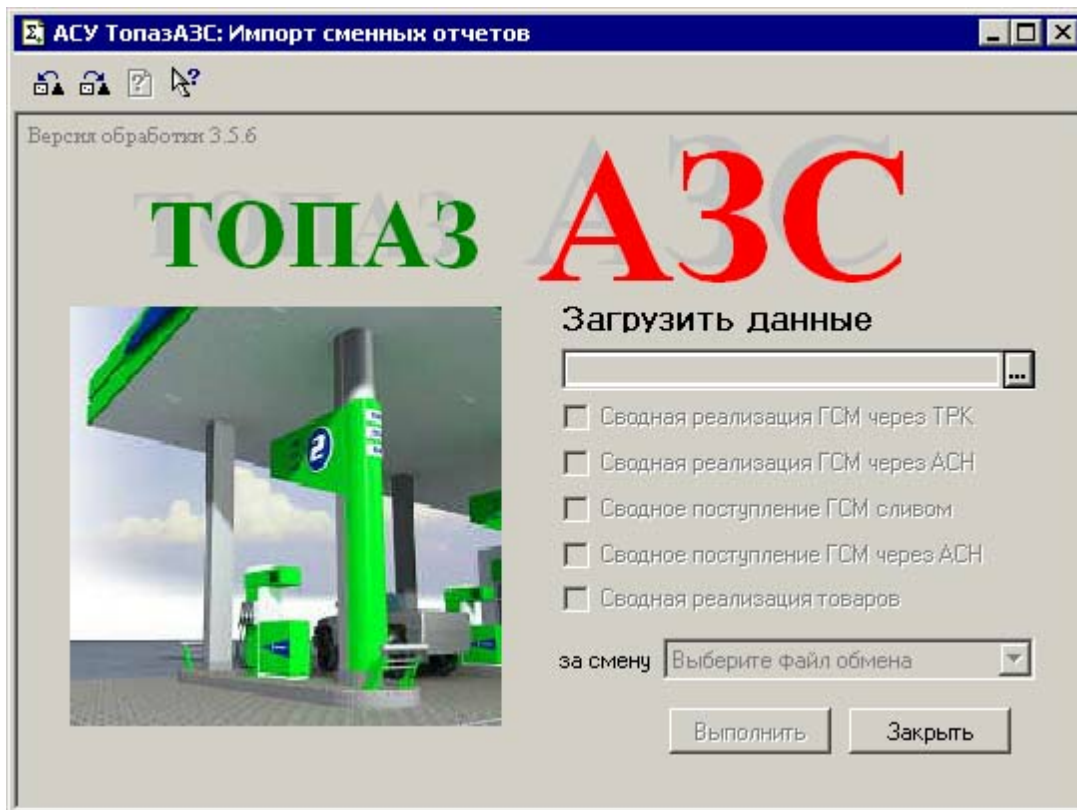 АСУ ТопазАЗС: Импорт сменных отчетов
Версия обработки 3.5.6
ТОПАЗ АЗС
Загрузить данные
...
Сводная реализация ГСМ через ТРК
Сводная реализация ГСМ через АСН
Сводное поступление ГСМ сливом
Сводное поступление ГСМ через АСН
Сводная реализация товаров
за смену Выберите файл обмена
Выполнить Закрыть
2